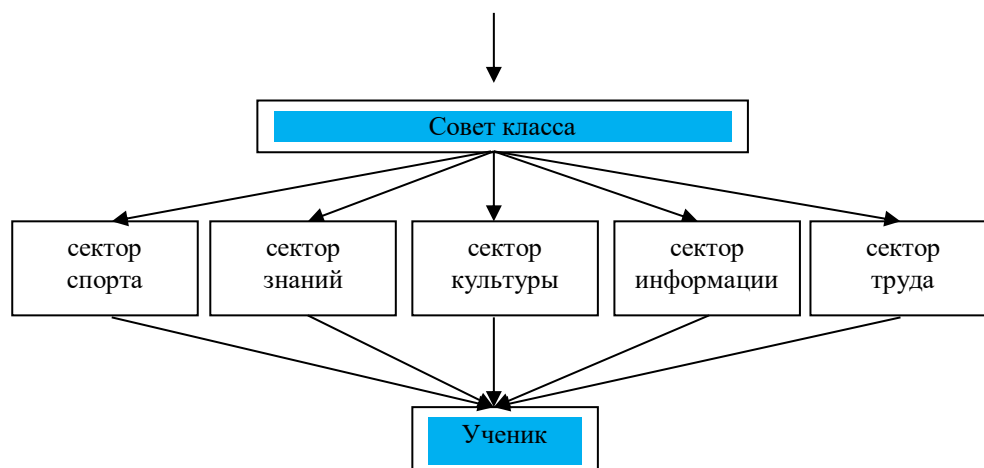 Совет класса
сектор
спорта
сектор
знаний
сектор
культуры
сектор
информации
сектор
труда
Ученик